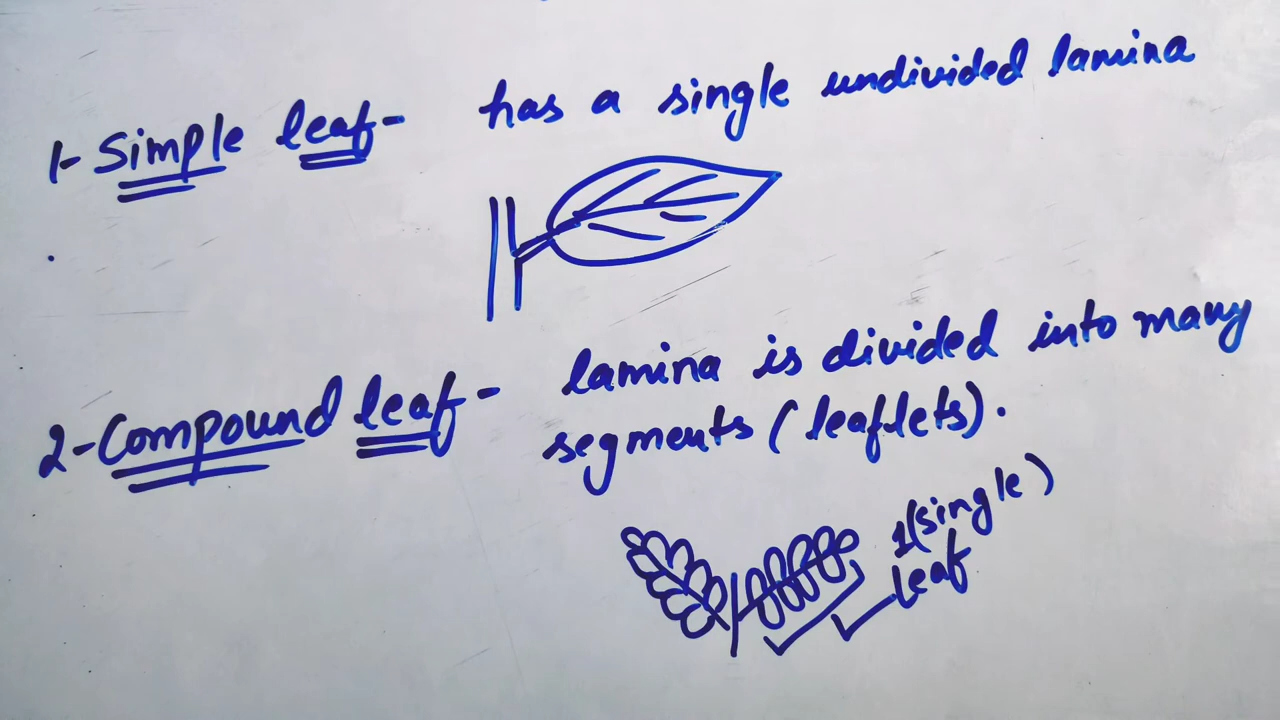 1- Simple leaf- has a single undivided lamina
2- Compound leaf- lamina is divided into many
segments (leaflets).
1(single)
leaf